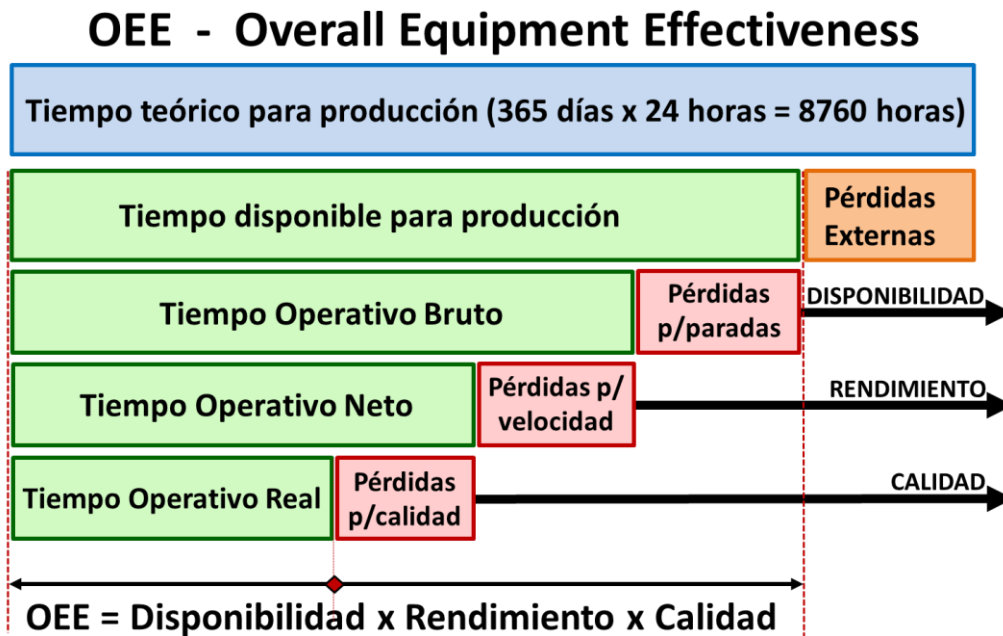 OEE - Overall Equipment Effectiveness
Tiempo teórico para producción (365 días x 24 horas = 8760 horas)
Tiempo disponible para producción
Pérdidas
Externas
Tiempo Operativo Bruto
Pérdidas
p/paradas
DISPONIBILIDAD
Tiempo Operativo Neto
Pérdidas p/
velocidad
RENDIMIENTO
Tiempo Operativo Real
Pérdidas
p/calidad
CALIDAD
OEE = Disponibilidad x Rendimiento x Calidad